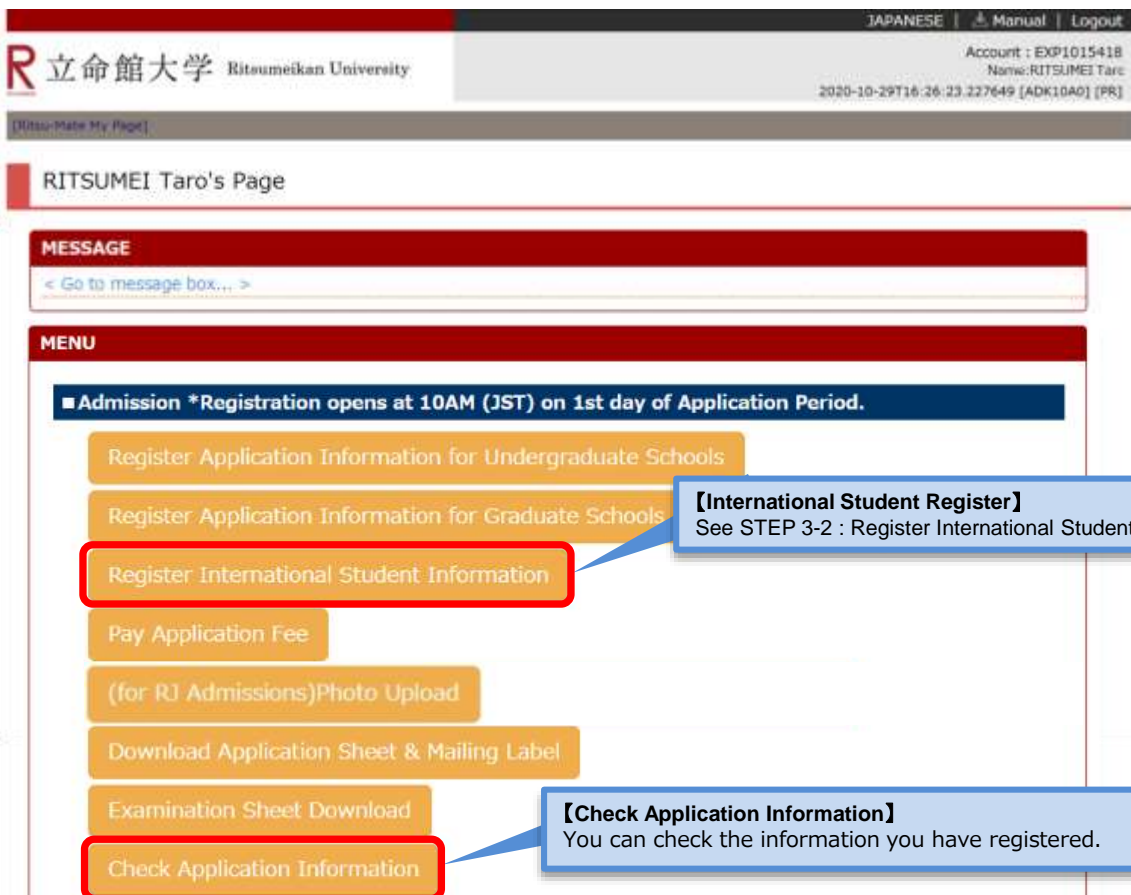 JAPANESE | Manual | Logout
R 立命館大学 Ritsumeikan University
Account : EXP1015418
Name:RITSUMEI Taro
2020-10-29T16:26:23.227649 [ADK10A0] [PR]
[Ritsu-Mate My Page]
RITSUMEI Taro's Page
MESSAGE
< Go to message box... >
MENU
■Admission *Registration opens at 10AM (JST) on 1st day of Application Period.
Register Application Information for Undergraduate Schools
Register Application Information for Graduate Schools
【International Student Register】
See STEP 3-2 : Register International Student
Register International Student Information
Pay Application Fee
(for RJ Admissions)Photo Upload
Download Application Sheet & Mailing Label
Examination Sheet Download
【Check Application Information】
You can check the information you have registered.
Check Application Information